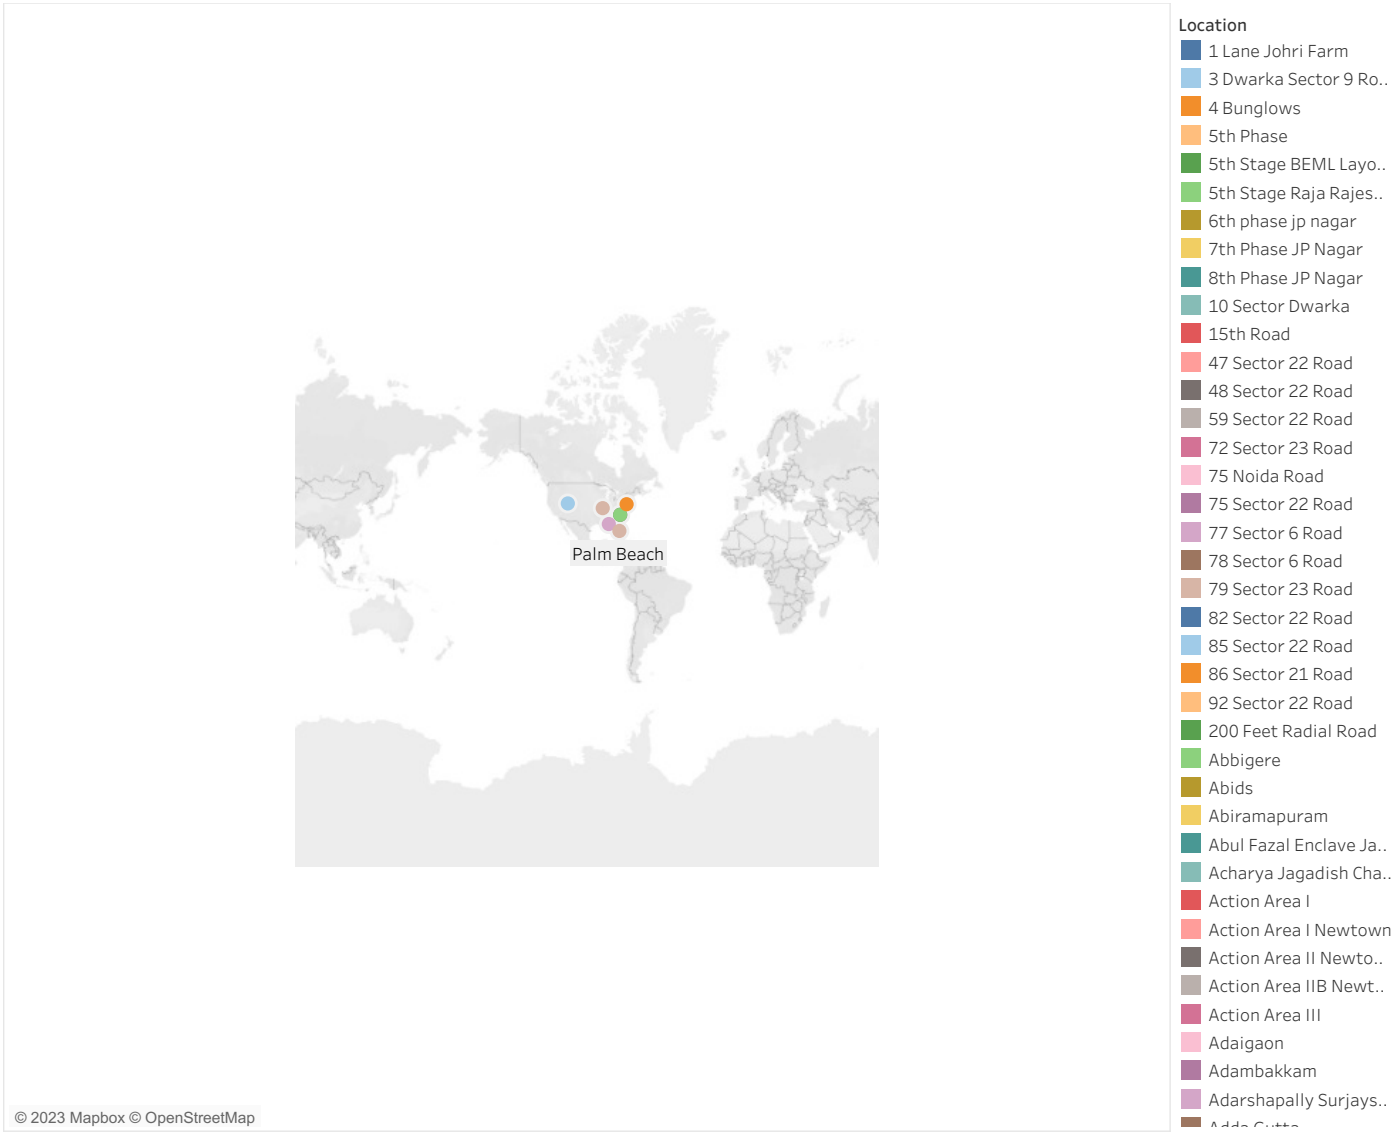 Location
1 Lane Johri Farm
3 Dwarka Sector 9 Ro..
4 Bunglows
5th Phase
5th Stage BEML Layo..
5th Stage Raja Rajes..
6th phase jp nagar
7th Phase JP Nagar
8th Phase JP Nagar
10 Sector Dwarka
15th Road
47 Sector 22 Road
48 Sector 22 Road
59 Sector 22 Road
72 Sector 23 Road
75 Noida Road
75 Sector 22 Road
77 Sector 6 Road
78 Sector 6 Road
79 Sector 23 Road
82 Sector 22 Road
85 Sector 22 Road
86 Sector 21 Road
92 Sector 22 Road
200 Feet Radial Road
Abbigere
Abids
Abiramapuram
Abul Fazal Enclave Ja..
Acharya Jagadish Cha..
Action Area I
Action Area I Newtown
Action Area II Newto..
Action Area IIB Newt..
Action Area III
Adaigaon
Adambakkam
Adarshapally Surjays..
Adda Gutta
Palm Beach
© 2023 Mapbox © OpenStreetMap